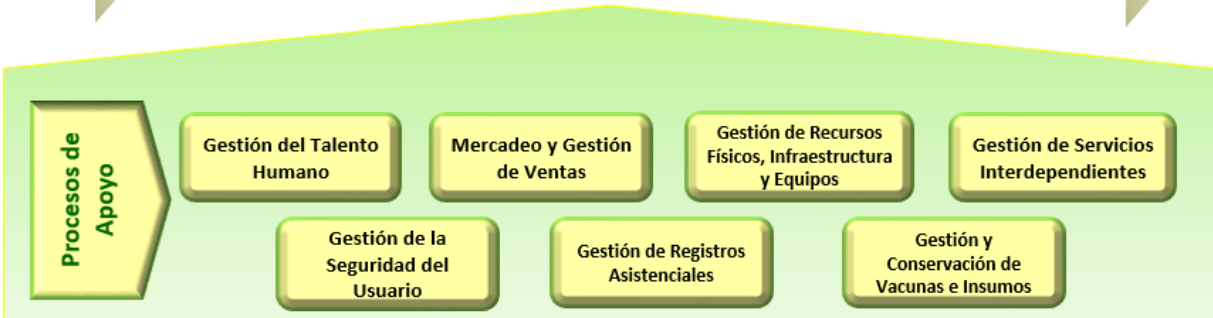 Procesos de
Apoyo
Gestión del Talento
Humano
Mercadeo y Gestión
de Ventas
Gestión de Recursos
Físicos, Infraestructura
y Equipos
Gestión de Servicios
Interdependientes
Gestión de la
Seguridad del
Usuario
Gestión de Registros
Asistenciales
Gestión y
Conservación de
Vacunas e Insumos